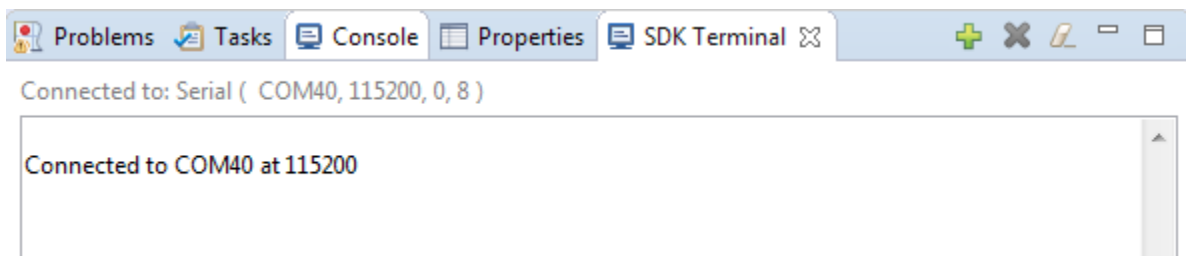 Problems Tasks Console Properties SDK Terminal
Connected to: Serial ( COM40, 115200, 0, 8 )
Connected to COM40 at 115200